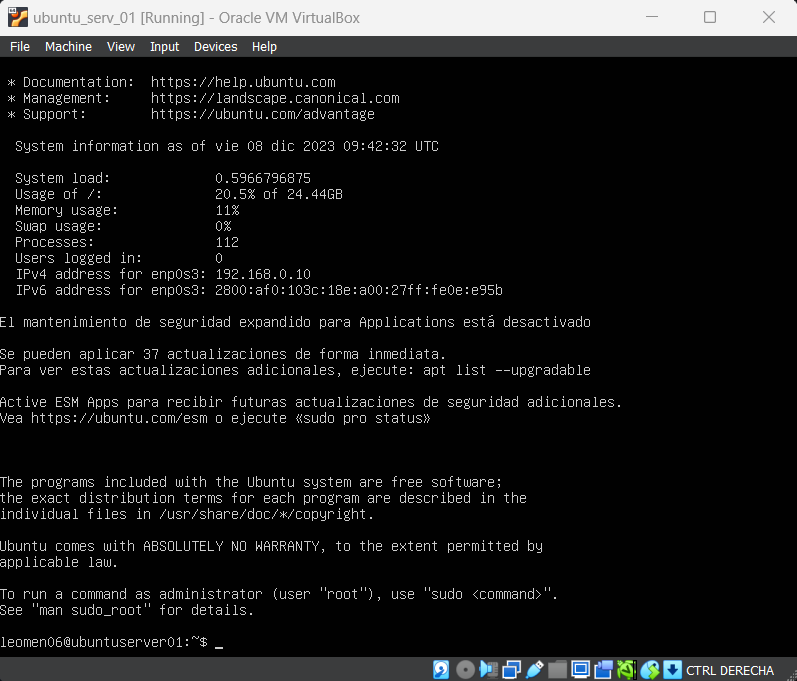 ubuntu_serv_01 [Running] - Oracle VM VirtualBox
File Machine View Input Devices Help
* Documentation:  https://help.ubuntu.com
* Management:     https://landscape.canonical.com
* Support:        https://ubuntu.com/advantage
System information as of vie 08 dic 2023 09:42:32 UTC
System load:             0.5966796875
Usage of /:              20.5% of 24.44GB
Memory usage:            11%
Swap usage:              0%
Processes:               112
Users logged in:         0
IPv4 address for enp0s3: 192.168.0.10
IPv6 address for enp0s3: 2800:af0:103c:18e:a00:27ff:fe0e:e95b
El mantenimiento de seguridad expandido para Applications está desactivado
Se pueden aplicar 37 actualizaciones de forma inmediata.
Para ver estas actualizaciones adicionales, ejecute: apt list --upgradable
Active ESM Apps para recibir futuras actualizaciones de seguridad adicionales.
Vea https://ubuntu.com/esm o ejecute «sudo pro status»
The programs included with the Ubuntu system are free software;
the exact distribution terms for each program are described in the
individual files in /usr/share/doc/*/copyright.
Ubuntu comes with ABSOLUTELY NO WARRANTY, to the extent permitted by
applicable law.
To run a command as administrator (user "root"), use "sudo <command>".
See "man sudo_root" for details.
leomen06@ubuntuserver01:~$ _
CTRL DERECHA